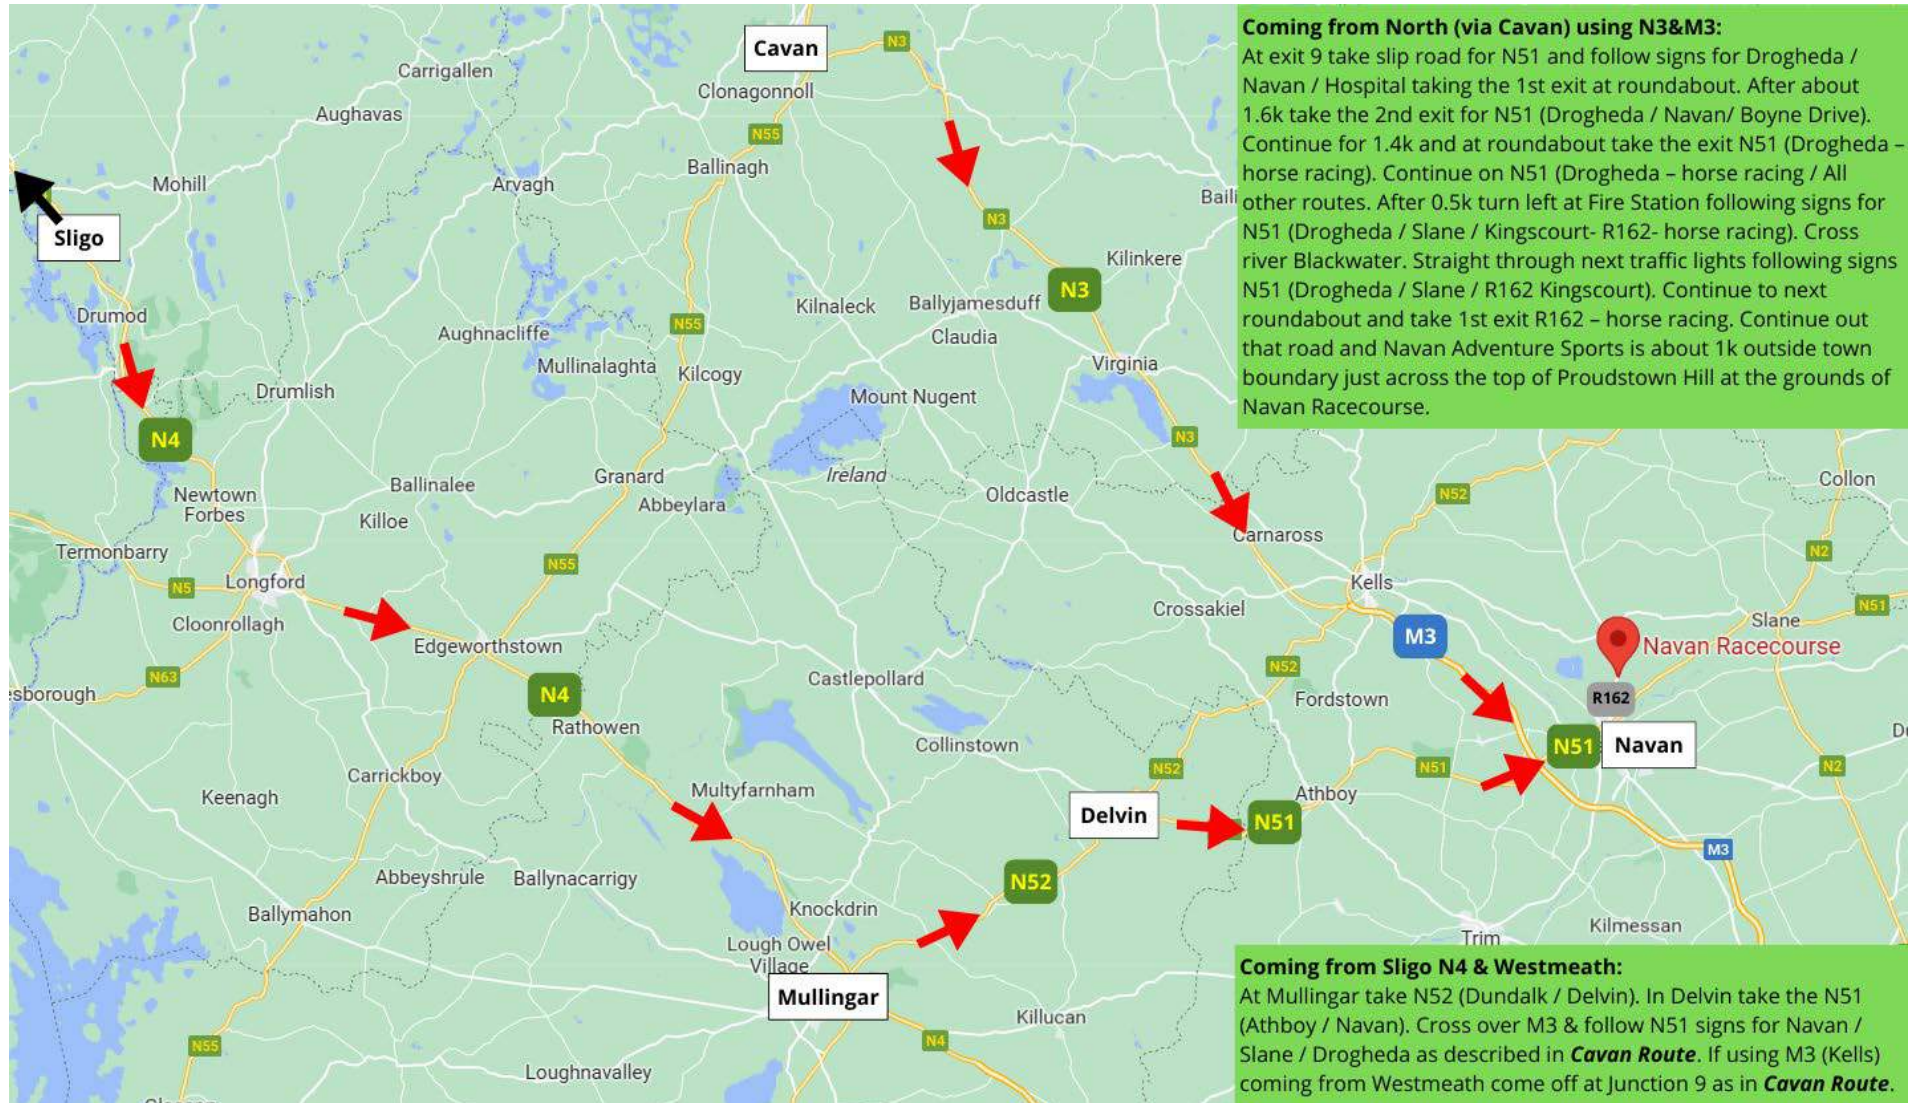 Coming from North (via Cavan) using N3&M3:
At exit 9 take slip road for N51 and follow signs for Drogheda /
Navan / Hospital taking the 1st exit at roundabout. After about
1.6k take the 2nd exit for N51 (Drogheda / Navan/ Boyne Drive).
Continue for 1.4k and at roundabout take the exit N51 (Drogheda –
horse racing). Continue on N51 (Drogheda – horse racing / All
other routes. After 0.5k turn left at Fire Station following signs for
N51 (Drogheda / Slane / Kingscourt- R162- horse racing). Cross
river Blackwater. Straight through next traffic lights following signs
N51 (Drogheda / Slane / R162 Kingscourt). Continue to next
roundabout and take 1st exit R162 – horse racing. Continue out
that road and Navan Adventure Sports is about 1k outside town
boundary just across the top of Proudstown Hill at the grounds of
Navan Racecourse.
Cavan
N3
Carrigallen
Clonagonnoll
Aughavas
N55
Ballinagh
Mohill
Arvagh
Baili
N3
Sligo
Kilinkere
N3
Kilnaleck
Ballyjamesduff
Drumod
N55
Aughnacliffe
Claudia
Mullinalaghta
Kilcogy
Virginia
Drumlish
Mount Nugent
N4
N3
Granard
Ireland
Ballinalee
Collon
Newtown
Forbes
Abbeylara
Oldcastle
N52
Killoe
Carnaross
Termonbarry
N55
N2
Longford
N5
Kells
Crossakiel
N51
Cloonrollagh
Slane
M3
Edgeworthstown
Navan Racecourse
N52
N63
Castlepollard
esborough
N4
Fordstown
R162
Rathowen
Collinstown
N51
Navan
Carrickboy
N52
N51
N2
Keenagh
Multyfarnham
Athboy
Delvin
N51
M3
Abbeyshrule
Ballynacarrigy
N52
Ballymahon
Knockdrin
Kilmessan
Trim
Lough Owel
Village
Mullingar
Killucan
N55
N4
Loughnavalley
Coming from Sligo N4 & Westmeath:
At Mullingar take N52 (Dundalk / Delvin). In Delvin take the N51
(Athboy / Navan). Cross over M3 & follow N51 signs for Navan /
Slane / Drogheda as described in Cavan Route. If using M3 (Kells)
coming from Westmeath come off at Junction 9 as in Cavan Route.